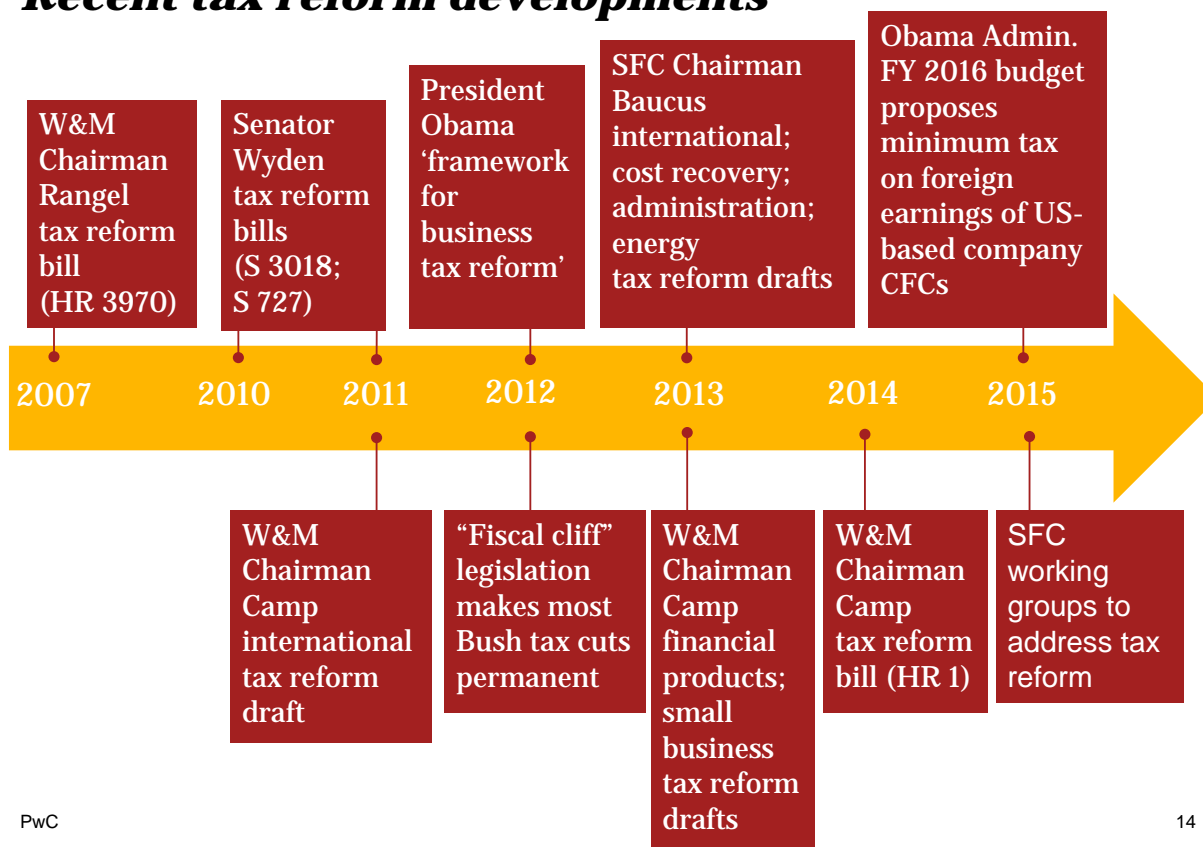 Recent tax reform developments
W&M
Chairman
Rangel
tax reform
bill
(HR 3970)
Senator
Wyden
tax reform
bills
(S 3018;
S 727)
President
Obama
‘framework
for
business
tax reform’
SFC Chairman
Baucus
international;
cost recovery;
administration;
energy
tax reform drafts
Obama Admin.
FY 2016 budget
proposes
minimum tax
on foreign
earnings of US-
based company
CFCs
2007
2010
2011
2012
2013
2014
2015
W&M
Chairman
Camp
international
tax reform
draft
“Fiscal cliff”
legislation
makes most
Bush tax cuts
permanent
W&M
Chairman
Camp
financial
products;
small
business
tax reform
drafts
W&M
Chairman
Camp
tax reform
bill (HR 1)
SFC
working
groups to
address tax
reform
PwC
14